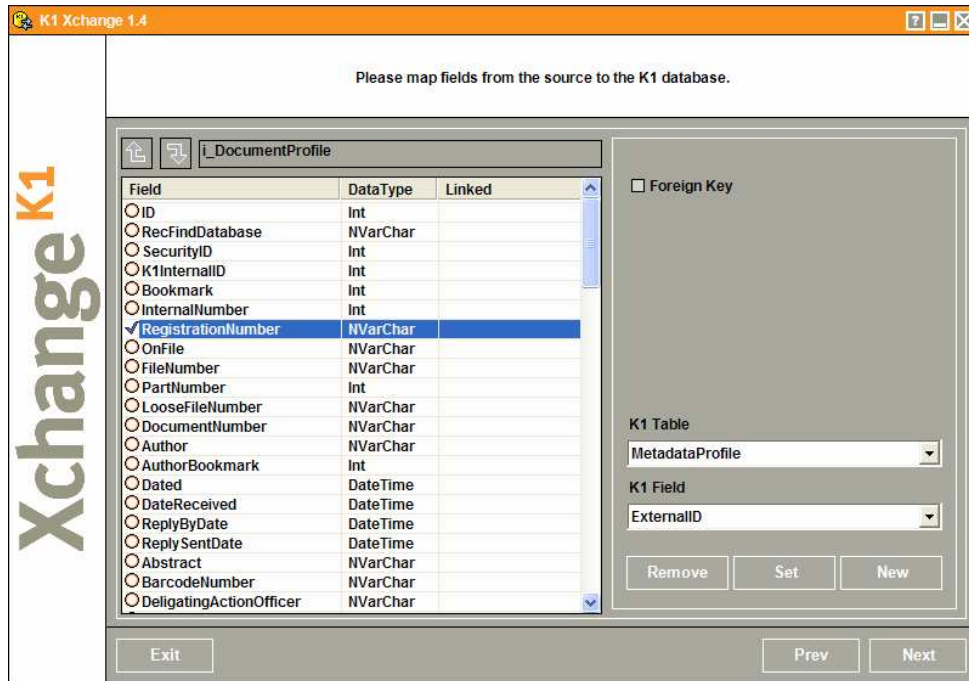 K1 Xchange 1.4
Please map fields from the source to the K1 database.
Xchange K1
i_DocumentProfile
Field DataType Linked
ID Int
RecFindDatabase NVarChar
SecurityID Int
K1InternalID Int
Bookmark Int
InternalNumber Int
RegistrationNumber NVarChar
OnFile NVarChar
FileNumber NVarChar
PartNumber Int
LooseFileNumber NVarChar
DocumentNumber NVarChar
Author NVarChar
AuthorBookmark Int
Dated DateTime
DateReceived DateTime
ReplyByDate DateTime
ReplySentDate DateTime
Abstract NVarChar
BarcodeNumber NVarChar
DeligatingActionOfficer NVarChar
Foreign Key
K1 Table
MetadataProfile
K1 Field
ExternalID
Remove Set New
Exit Prev Next